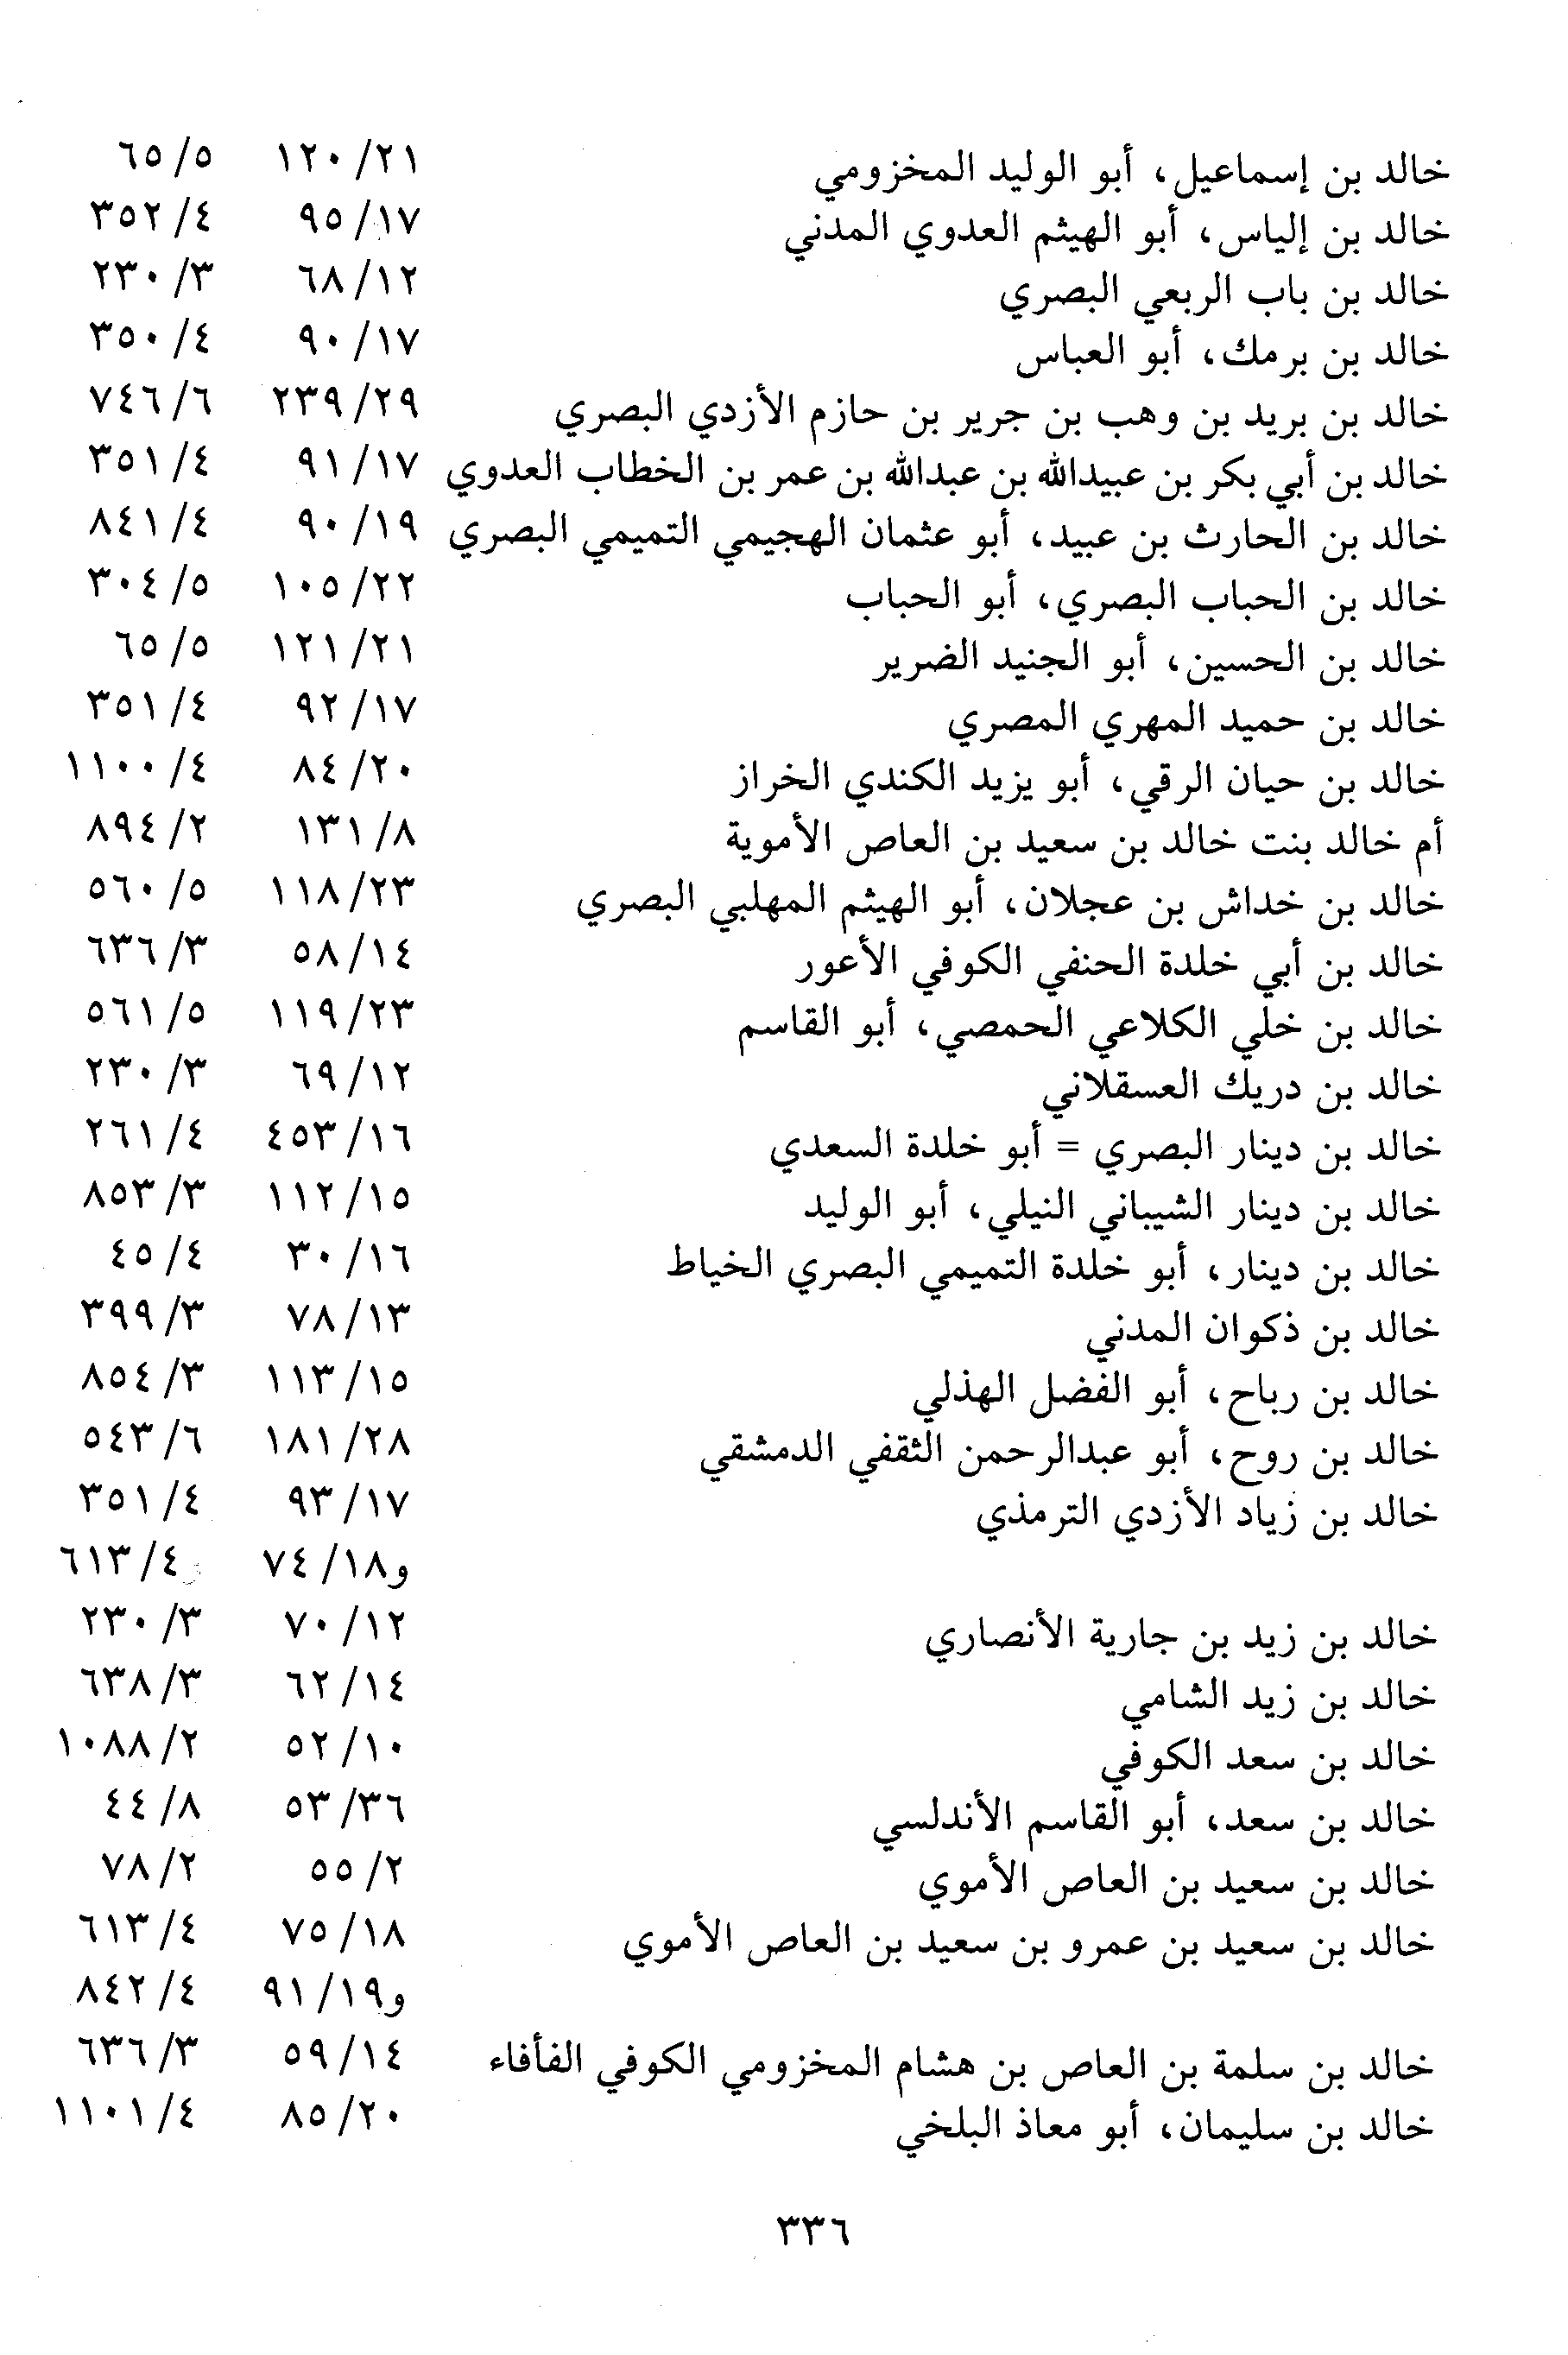 خالد بن إسماعيل، أبو الوليد المخزومي ١٢٠/٢١ ٦٥/٥
خالد بن إلياس، أبو الهيثم العدوي المدني ٩٥/١٧ ٣٥٢/٤
خالد بن باب الربعي البصري ٦٨/١٢ ٢٣٠/٣
خالد بن برمك، أبو العباس ٩٠/١٧ ٣٥٠/٤
خالد بن بريد بن وهب بن جرير بن حازم الأزدي البصري ٢٣٩/٢٩ ٧٤٦/٦
خالد بن أبي بكر بن عبيدالله بن عبدالله بن عمر بن الخطاب العدوي ٩١/١٧ ٣٥١/٤
خالد بن الحارث بن عبيد، أبو عثمان الهجيمي التميمي البصري ٩٠/١٩ ٨٤١/٤
خالد بن الحباب البصري، أبو الحباب ١٠٥/٢٢ ٣٠٤/٥
خالد بن الحسين، أبو الجنيد الضرير ١٢١/٢١ ٦٥/٥
خالد بن حميد المهري المصري ٩٢/١٧ ٣٥١/٤
خالد بن حيان الرقي، أبو يزيد الكندي الخراز ٨٤/٢٠ ١١٠٠/٤
أم خالد بنت خالد بن سعيد بن العاص الأموية ١٣١/٨ ٨٩٤/٢
خالد بن خداش بن عجلان، أبو الهيثم المهلبي البصري ١١٨/٢٣ ٥٦٠/٥
خالد بن أبي خلدة الحنفي الكوفي الأعور ٥٨/١٤ ٦٣٦/٣
خالد بن خلي الكلاعي الحمصي، أبو القاسم ١١٩/٢٣ ٥٦١/٥
خالد بن دريك العسقلاني ٦٩/١٢ ٢٣٠/٣
خالد بن دينار البصري = أبو خلدة السعدي ٤٥٣/١٦ ٢٦١/٤
خالد بن دينار الشيباني النيلي، أبو الوليد ١١٢/١٥ ٨٥٣/٣
خالد بن دينار، أبو خلدة التميمي البصري الخياط ٣٠/١٦ ٤٥/٤
خالد بن ذكوان المدني ٧٨/١٣ ٣٩٩/٣
خالد بن رباح، أبو الفضل الهذلي ١١٣/١٥ ٨٥٤/٣
خالد بن روح، أبو عبدالرحمن الثقفي الدمشقي ١٨١/٢٨ ٥٤٣/٦
خالد بن زياد الأزدي الترمذي ٩٣/١٧ ٣٥١/٤
و٧٤/١٨ و٦١٣/٤
خالد بن زيد بن جارية الأنصاري ٧٠/١٢ ٢٣٠/٣
خالد بن زيد الشامي ٦٢/١٤ ٦٣٨/٣
خالد بن سعد الكوفي ٥٢/١٠ ١٠٨٨/٢
خالد بن سعد، أبو القاسم الأندلسي ٥٣/٣٦ ٤٤/٨
خالد بن سعيد بن العاص الأموي ٥٥/٢ ٧٨/٢
خالد بن سعيد بن عمرو بن سعيد بن العاص الأموي ٧٥/١٨ ٦١٣/٤
و٩١/١٩ ٨٤٢/٤
خالد بن سلمة بن العاص بن هشام المخزومي الكوفي الفأفاء ٥٩/١٤ ٦٣٦/٣
خالد بن سليمان، أبو معاذ البلخي ٨٥/٢٠ ١١٠١/٤
٣٣٦